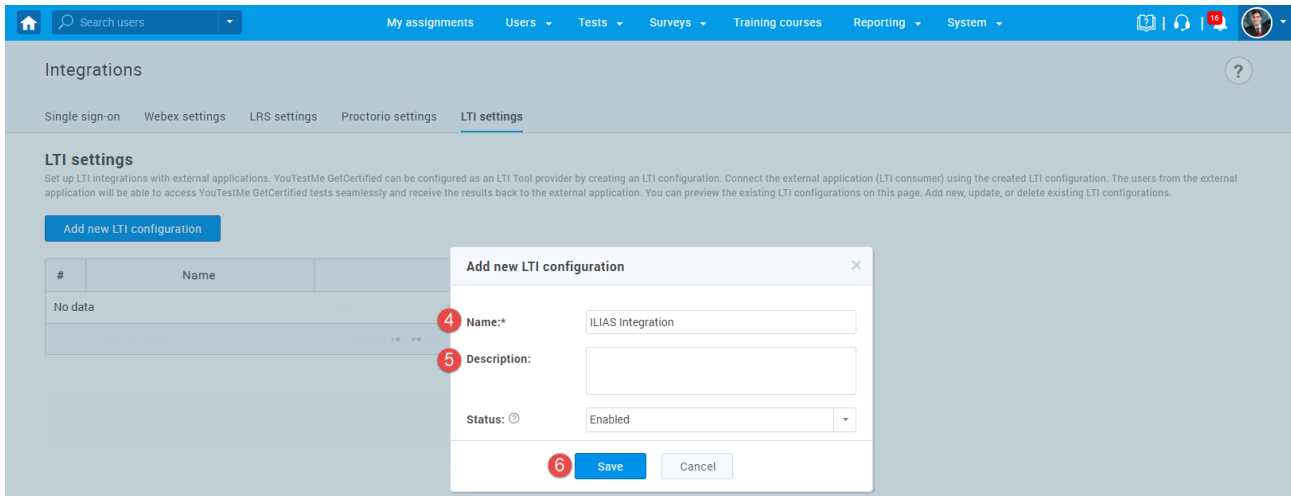 Search users
My assignments Users Tests Surveys Training courses Reporting System
16
Integrations
?
Single sign-on Webex settings LRS settings Proctorio settings LTI settings
LTI settings
Set up LTI integrations with external applications. YouTestMe GetCertified can be configured as an LTI Tool provider by creating an LTI configuration. Connect the external application (LTI consumer) using the created LTI configuration. The users from the external
application will be able to access YouTestMe GetCertified tests seamlessly and receive the results back to the external application. You can preview the existing LTI configurations on this page. Add new, update, or delete existing LTI configurations.
Add new LTI configuration
# Name
No data
Add new LTI configuration
4 Name:* ILIAS Integration
5 Description:
Status: ? Enabled
6 Save Cancel